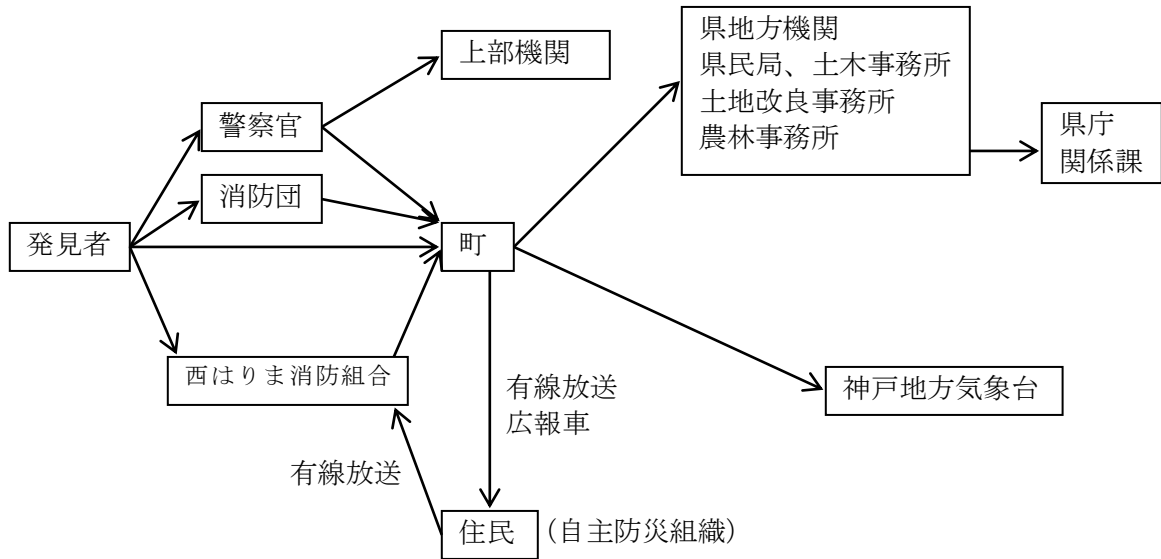 上部機関
県地方機関
県民局、土木事務所
土地改良事務所
農林事務所
警察官
県庁
関係課
消防団
発見者
町
西はりま消防組合
有線放送
広報車
神戸地方気象台
有線放送
住民
（自主防災組織）